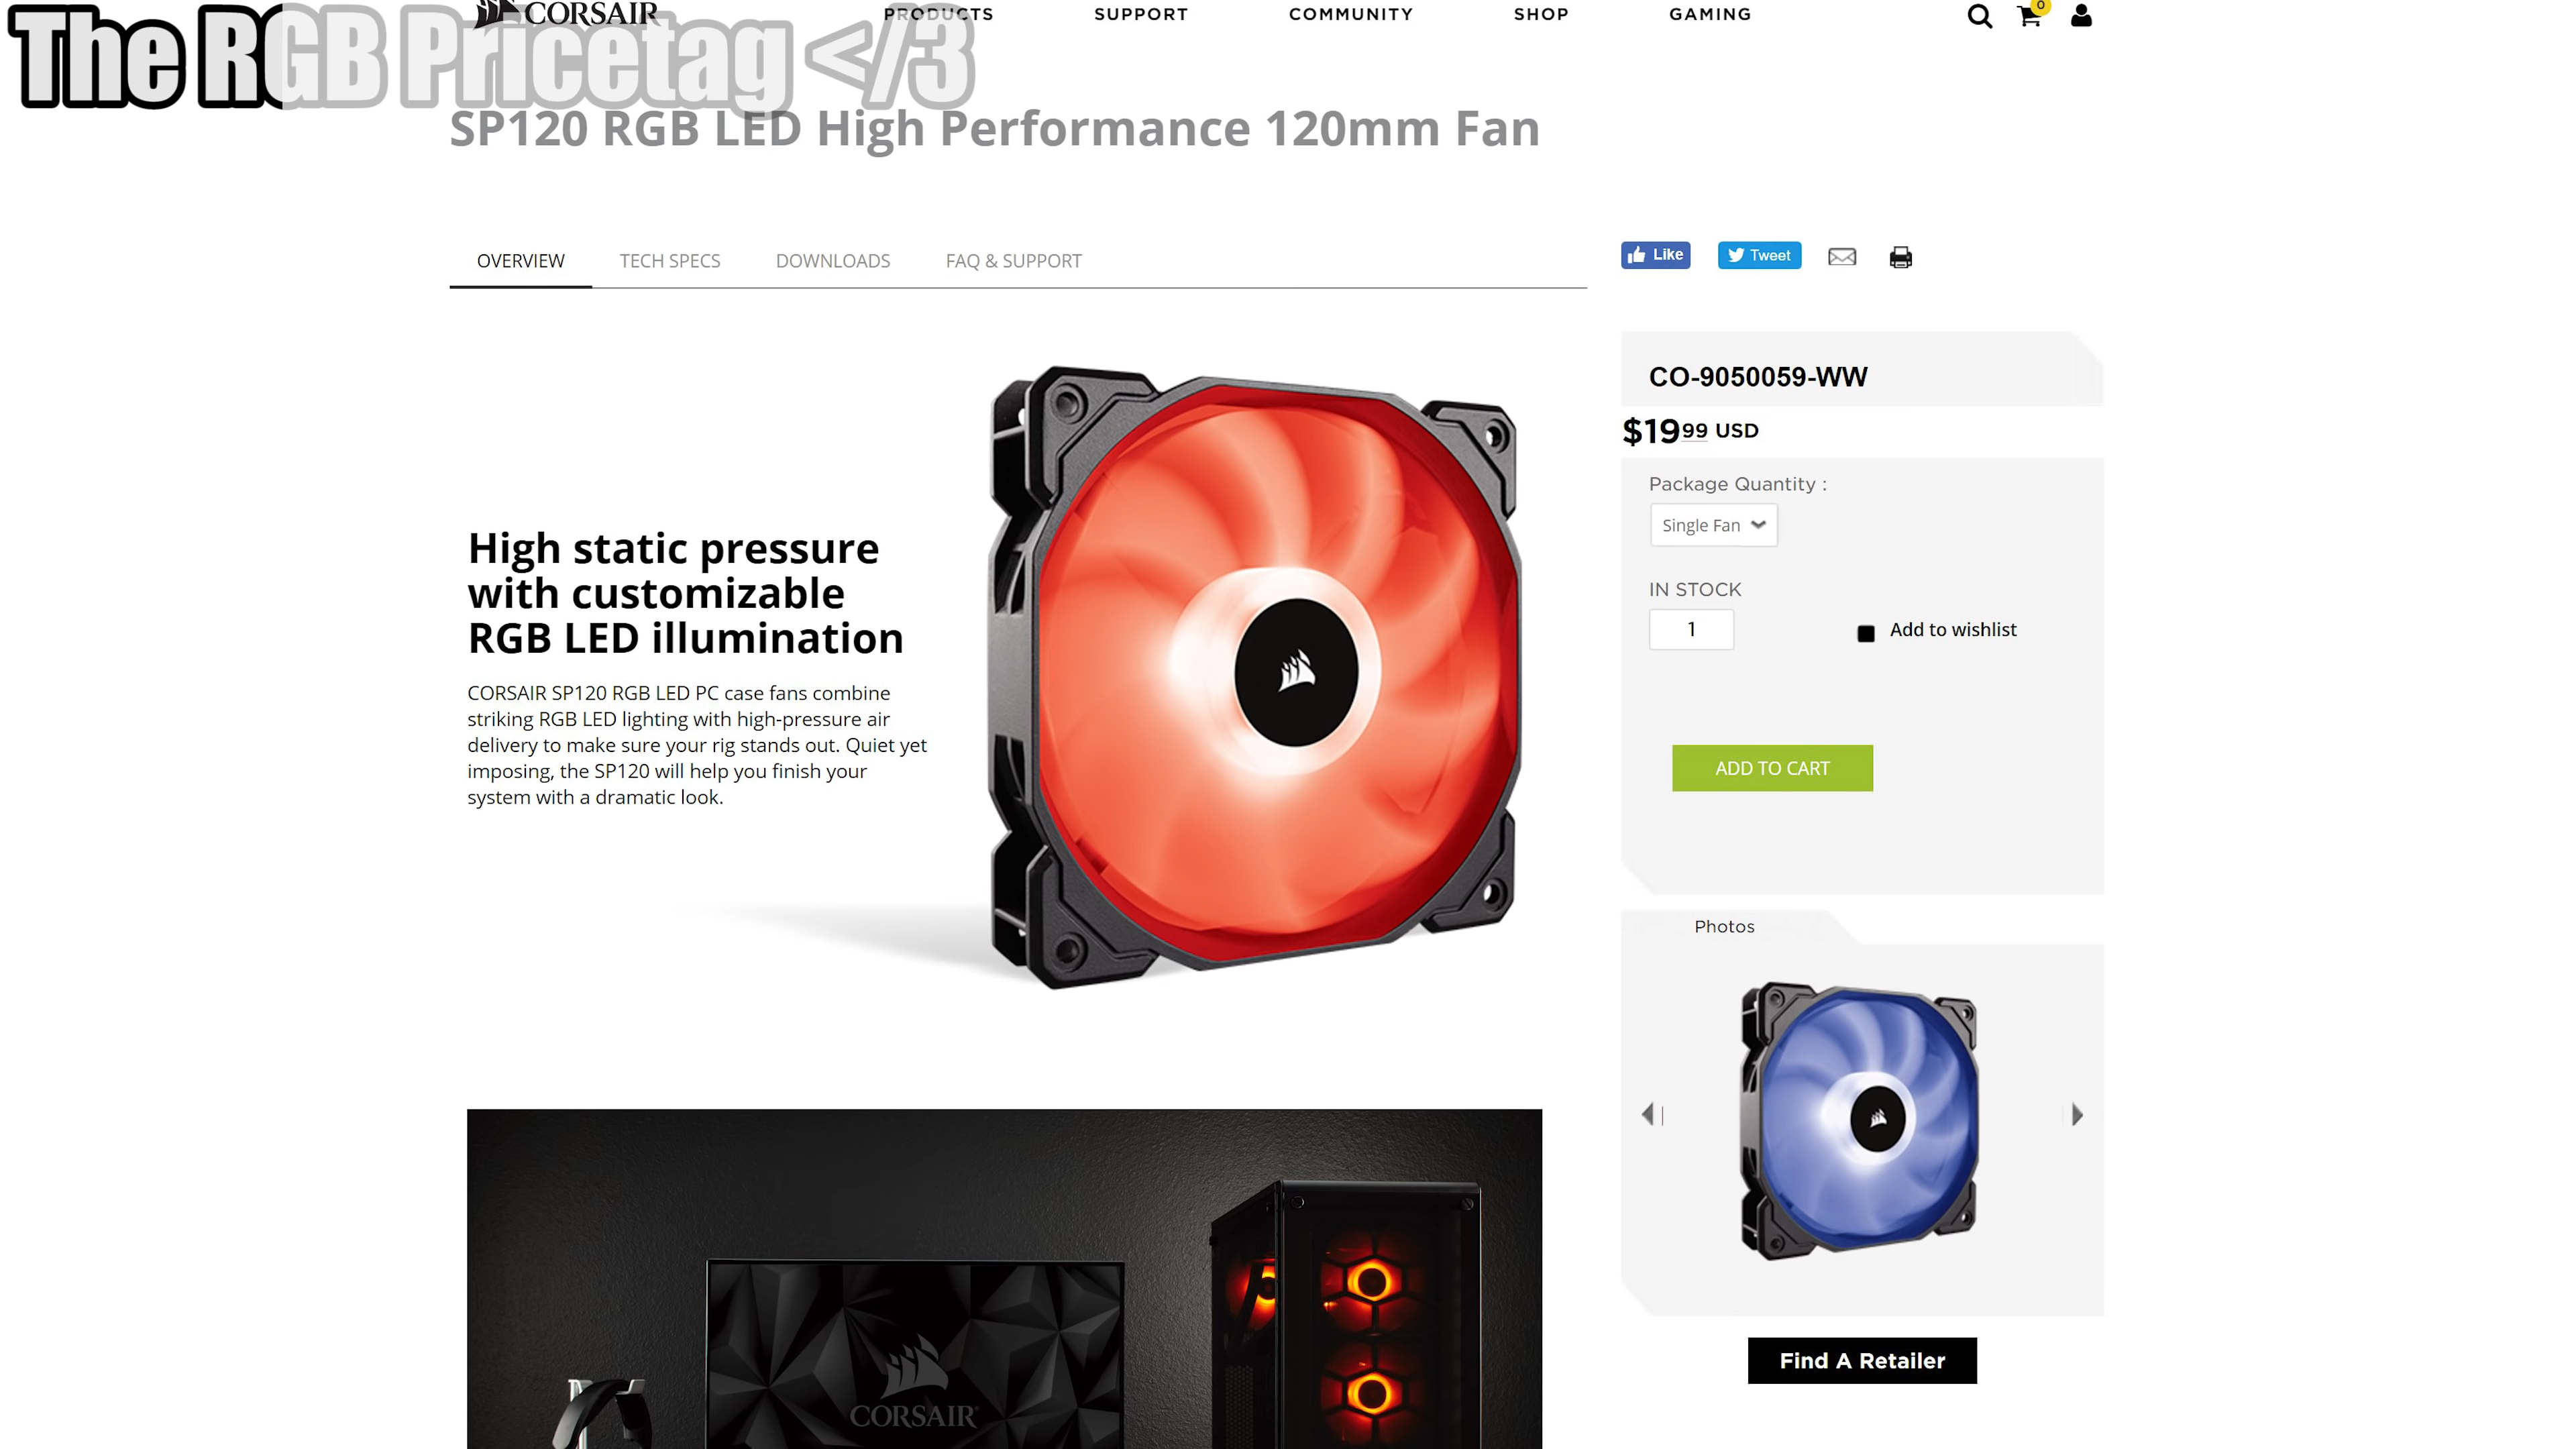 The RGB Pricetag </3
CORSAIR
PRODUCTS
SUPPORT
COMMUNITY
SHOP
GAMING
0
SP120 RGB LED High Performance 120mm Fan
OVERVIEW
TECH SPECS
DOWNLOADS
FAQ & SUPPORT
Like
Tweet
CO-9050059-WW
$19 99 USD
Package Quantity :
Single Fan
IN STOCK
1
Add to wishlist
ADD TO CART
High static pressure
with customizable
RGB LED illumination
CORSAIR SP120 RGB LED PC case fans combine
striking RGB LED lighting with high-pressure air
delivery to make sure your rig stands out. Quiet yet
imposing, the SP120 will help you finish your
system with a dramatic look.
Photos
CORSAIR
Find A Retailer